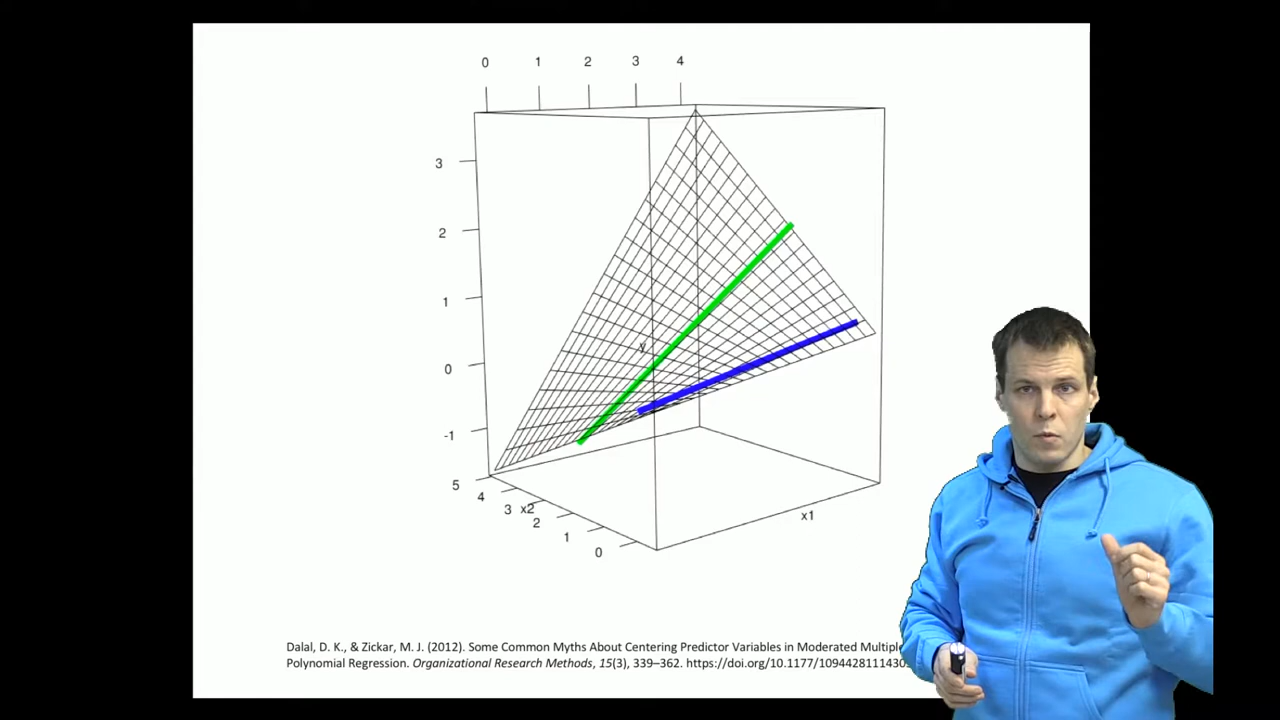 0 1 2 3 4
3
2
1
0
-1
y
5 4 3 2 1 0
x2
x1
Dalal, D. K., & Zickar, M. J. (2012). Some Common Myths About Centering Predictor Variables in Moderated Multiple
Polynomial Regression. Organizational Research Methods, 15(3), 339–362. https://doi.org/10.1177/1094428111430